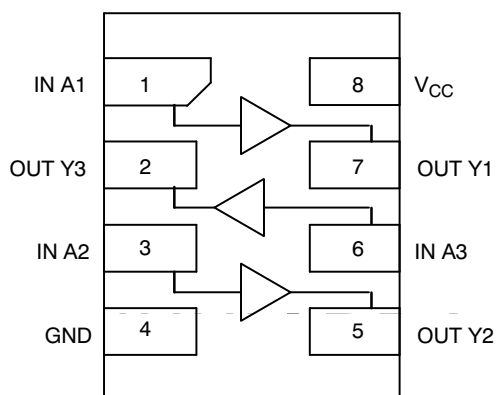 IN A1 1 8 VCC
OUT Y3 2 7 OUT Y1
IN A2 3 6 IN A3
GND 4 5 OUT Y2